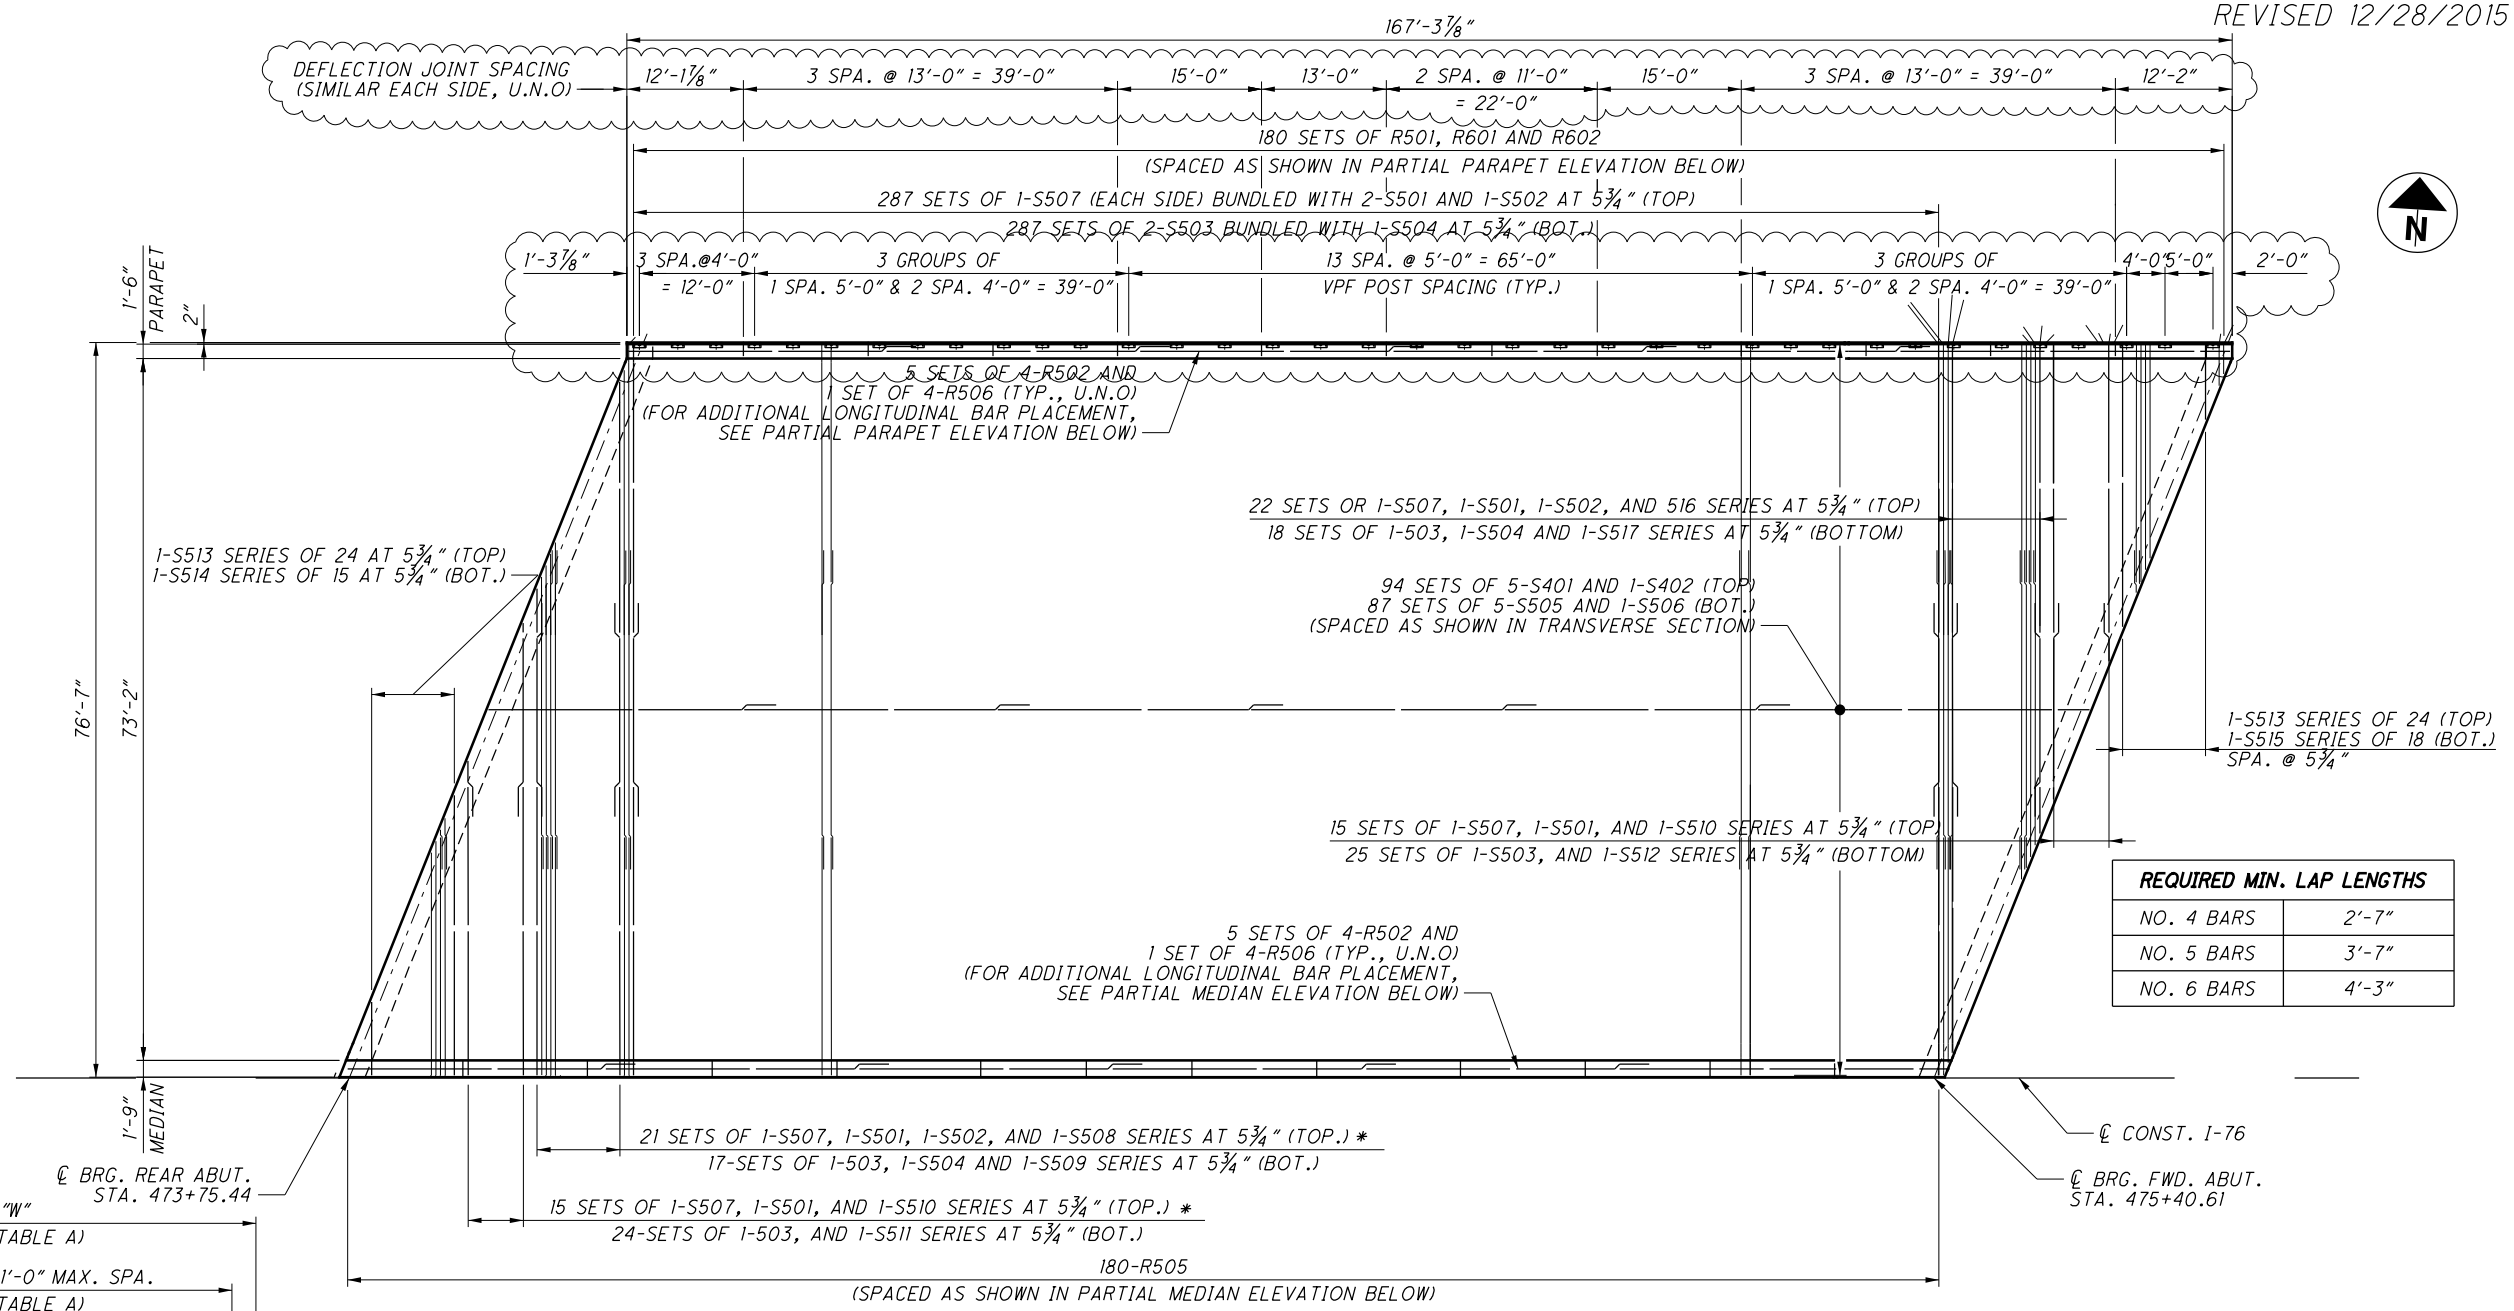 REVISED 12/28/2015
167'-3⅞"
DEFLECTION JOINT SPACING
(SIMILAR EACH SIDE, U.N.O)
12'-1⅞"
3 SPA. @ 13'-0" = 39'-0"
15'-0"
13'-0"
2 SPA. @ 11'-0"
= 22'-0"
15'-0"
3 SPA. @ 13'-0" = 39'-0"
12'-2"
180 SETS OF R501, R601 AND R602
(SPACED AS SHOWN IN PARTIAL PARAPET ELEVATION BELOW)
287 SETS OF 1-S507 (EACH SIDE) BUNDLED WITH 2-S501 AND 1-S502 AT 5¾" (TOP)
287 SETS OF 2-S503 BUNDLED WITH 1-S504 AT 5¾" (BOT.)
N
1'-3⅞"
3 SPA.@4'-0"
= 12'-0"
3 GROUPS OF
1 SPA. 5'-0" & 2 SPA. 4'-0" = 39'-0"
13 SPA. @ 5'-0" = 65'-0"
VPF POST SPACING (TYP.)
3 GROUPS OF
1 SPA. 5'-0" & 2 SPA. 4'-0" = 39'-0"
4'-0"
5'-0"
2'-0"
1'-6"
PARAPET
2"
5 SETS OF 4-R502 AND
1 SET OF 4-R506 (TYP., U.N.O)
(FOR ADDITIONAL LONGITUDINAL BAR PLACEMENT,
SEE PARTIAL PARAPET ELEVATION BELOW)
22 SETS OR 1-S507, 1-S501, 1-S502, AND 516 SERIES AT 5¾" (TOP)
18 SETS OF 1-503, 1-S504 AND 1-S517 SERIES AT 5¾" (BOTTOM)
1-S513 SERIES OF 24 AT 5¾" (TOP)
1-S514 SERIES OF 15 AT 5¾" (BOT.)
94 SETS OF 5-S401 AND 1-S402 (TOP)
87 SETS OF 5-S505 AND 1-S506 (BOT.)
(SPACED AS SHOWN IN TRANSVERSE SECTION)
76'-7"
73'-2"
1-S513 SERIES OF 24 (TOP)
1-S515 SERIES OF 18 (BOT.)
SPA. @ 5¾"
15 SETS OF 1-S507, 1-S501, AND 1-S510 SERIES AT 5¾" (TOP)
25 SETS OF 1-S503, AND 1-S512 SERIES AT 5¾" (BOTTOM)
REQUIRED MIN. LAP LENGTHS
NO. 4 BARS 2'-7"
NO. 5 BARS 3'-7"
NO. 6 BARS 4'-3"
5 SETS OF 4-R502 AND
1 SET OF 4-R506 (TYP., U.N.O)
(FOR ADDITIONAL LONGITUDINAL BAR PLACEMENT,
SEE PARTIAL MEDIAN ELEVATION BELOW)
1'-9"
MEDIAN
21 SETS OF 1-S507, 1-S501, 1-S502, AND 1-S508 SERIES AT 5¾" (TOP.) *
17-SETS OF 1-503, 1-S504 AND 1-S509 SERIES AT 5¾" (BOT.)
℄ CONST. I-76
℄ BRG. REAR ABUT.
STA. 473+75.44
℄ BRG. FWD. ABUT.
STA. 475+40.61
15 SETS OF 1-S507, 1-S501, AND 1-S510 SERIES AT 5¾" (TOP.) *
24-SETS OF 1-503, AND 1-S511 SERIES AT 5¾" (BOT.)
"W"
TABLE A)
1'-0" MAX. SPA.
TABLE A)
180-R505
(SPACED AS SHOWN IN PARTIAL MEDIAN ELEVATION BELOW)